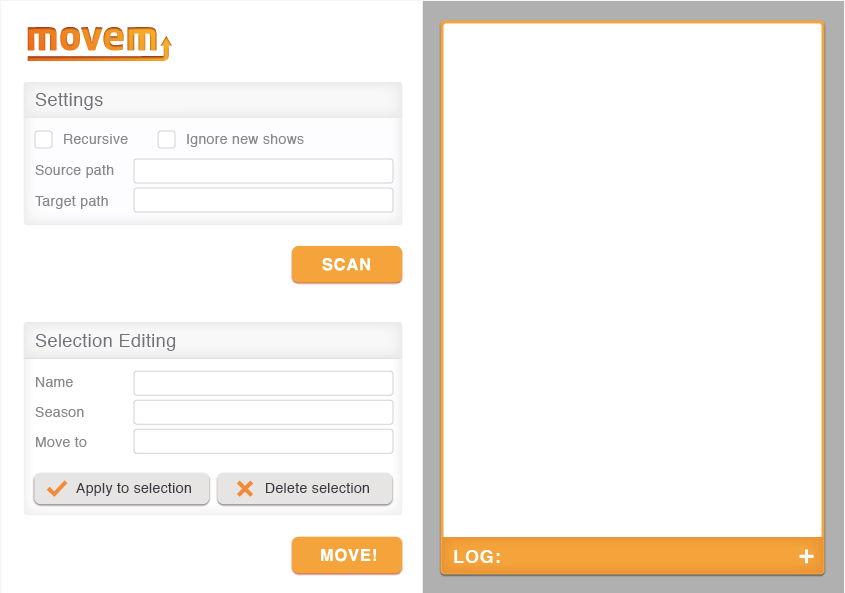 movem
Settings
Recursive Ignore new shows
Source path
Target path
SCAN
Selection Editing
Name
Season
Move to
Apply to selection Delete selection
MOVE!
LOG: +